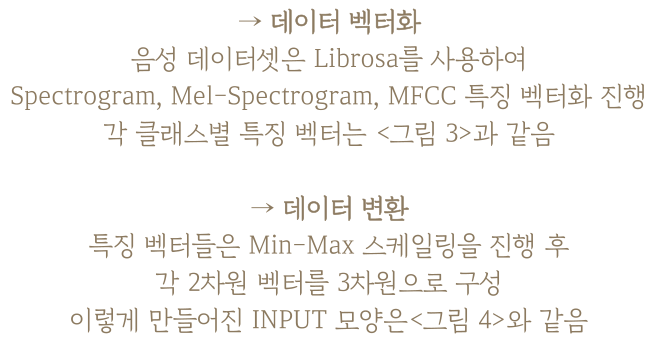 → 데이터 벡터화
음성 데이터셋은 Librosa를 사용하여
Spectrogram, Mel-Spectrogram, MFCC 특징 벡터화 진행
각 클래스별 특징 벡터는 <그림 3>과 같음
→ 데이터 변환
특징 벡터들은 Min-Max 스케일링을 진행 후
각 2차원 벡터를 3차원으로 구성
이렇게 만들어진 INPUT 모양은<그림 4>와 같음